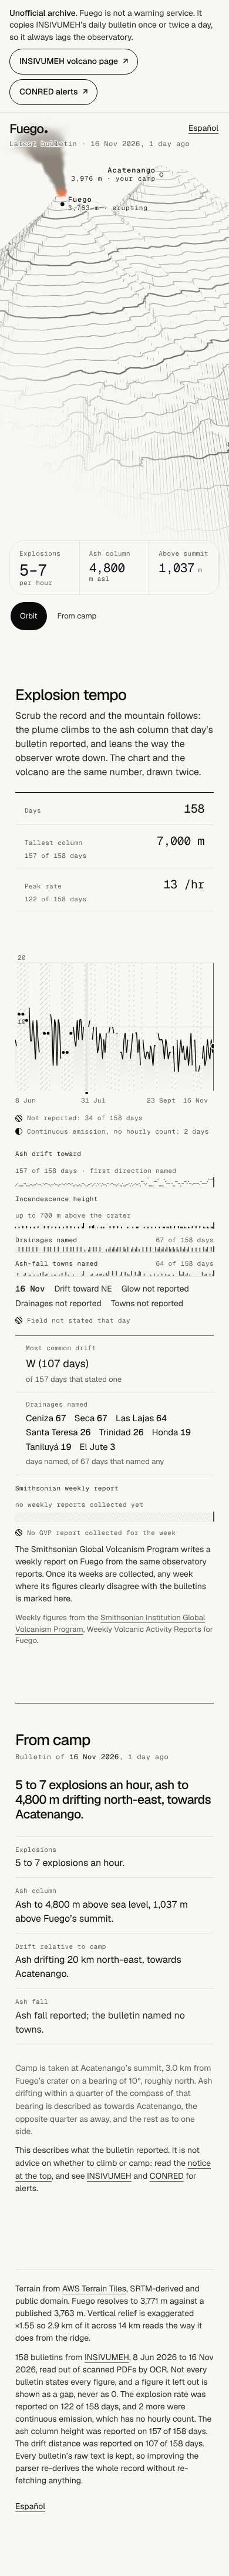 Unofficial archive. Fuego is not a warning service. It
copies INSIVUMEH's daily bulletin once or twice a day,
so it always lags the observatory.
INSIVUMEH volcano page ↗
CONRED alerts ↗
Fuego.
Español
Latest bulletin · 16 Nov 2026, 1 day ago
Acatenango
3,976 m · your camp
Fuego
3,763 m · erupting
Explosions
5–7
per hour
Ash column
4,800
m asl
Above summit
1,037 m
Orbit
From camp
Explosion tempo
Scrub the record and the mountain follows:
the plume climbs to the ash column that day's
bulletin reported, and leans the way the
observer wrote down. The chart and the
volcano are the same number, drawn twice.
Days
158
Tallest column
157 of 158 days
7,000 m
Peak rate
122 of 158 days
13 /hr
20
10
8 Jun
31 Jul
23 Sept
16 Nov
Not reported: 34 of 158 days
Continuous emission, no hourly count: 2 days
Ash drift toward
157 of 158 days · first direction named
Incandescence height
up to 700 m above the crater
Drainages named
67 of 158 days
Ash-fall towns named
64 of 158 days
16 Nov Drift toward NE Glow not reported
Drainages not reported Towns not reported
Field not stated that day
Most common drift
W (107 days)
of 157 days that stated one
Drainages named
Ceniza 67 Seca 67 Las Lajas 64
Santa Teresa 26 Trinidad 26 Honda 19
Taniluyá 19 El Jute 3
days named, of 67 days that named any
Smithsonian weekly report
no weekly reports collected yet
No GVP report collected for the week
The Smithsonian Global Volcanism Program writes a
weekly report on Fuego from the same observatory
reports. Once its weeks are collected, any week
where its figures clearly disagree with the bulletins
is marked here.
Weekly figures from the Smithsonian Institution Global
Volcanism Program, Weekly Volcanic Activity Reports for
Fuego.
From camp
Bulletin of 16 Nov 2026, 1 day ago
5 to 7 explosions an hour, ash to
4,800 m drifting north-east, towards
Acatenango.
Explosions
5 to 7 explosions an hour.
Ash column
Ash to 4,800 m above sea level, 1,037 m
above Fuego's summit.
Drift relative to camp
Ash drifting 20 km north-east, towards
Acatenango.
Ash fall
Ash fall reported; the bulletin named no
towns.
Camp is taken at Acatenango's summit, 3.0 km from
Fuego's crater on a bearing of 10°, roughly north. Ash
drifting within a quarter of the compass of that
bearing is described as towards Acatenango, the
opposite quarter as away, and the rest as to one
side.
This describes what the bulletin reported. It is not
advice on whether to climb or camp: read the notice
at the top, and see INSIVUMEH and CONRED for
alerts.
Terrain from AWS Terrain Tiles, SRTM-derived and
public domain. Fuego resolves to 3,771 m against a
published 3,763 m. Vertical relief is exaggerated
×1.55 so 2.9 km of it across 14 km reads the way it
does from the ridge.
158 bulletins from INSIVUMEH, 8 Jun 2026 to 16 Nov
2026, read out of scanned PDFs by OCR. Not every
bulletin states every figure, and a figure it left out is
shown as a gap, never as 0. The explosion rate was
reported on 122 of 158 days, and 2 more were
continuous emission, which has no hourly count. The
ash column height was reported on 157 of 158 days.
The drift distance was reported on 107 of 158 days.
Every bulletin's raw text is kept, so improving the
parser re-derives the whole record without re-
fetching anything.
Español